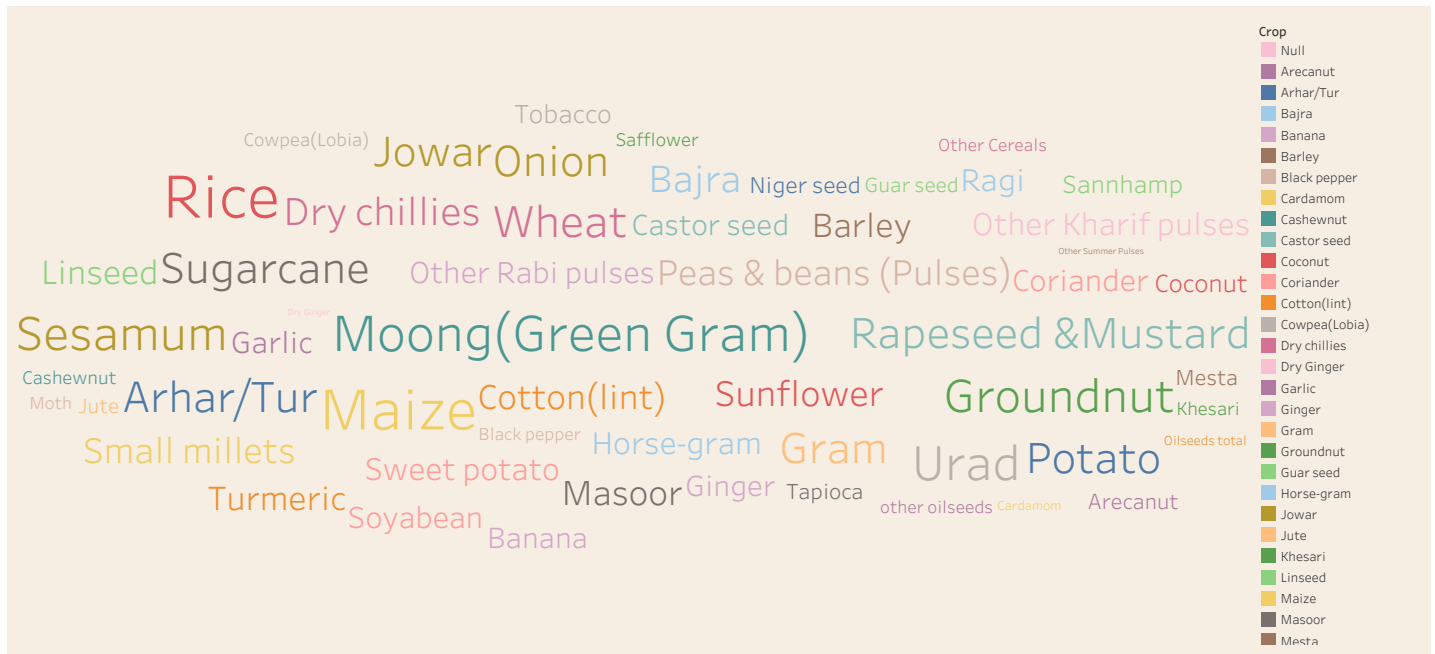 Tobacco
Cowpea(Lobia)
Jowar
Onion
Safflower
Other Cereals
Rice
Dry chillies
Wheat
Bajra
Niger seed
Guar seed
Ragi
Sannhamp
Castor seed
Barley
Other Kharif pulses
Other Summer Pulses
Linseed
Sugarcane
Other Rabi pulses
Peas & beans (Pulses)
Coriander
Coconut
Sesamum
Garlic
Dry Ginger
Moong(Green Gram)
Rapeseed &Mustard
Cashewnut
Moth
Jute
Arhar/Tur
Maize
Cotton(lint)
Sunflower
Groundnut
Mesta
Khesari
Small millets
Black pepper
Horse-gram
Gram
Urad
Potato
Oilseeds total
Sweet potato
Turmeric
Soyabean
Masoor
Ginger
Tapioca
other oilseeds
Cardamom
Arecanut
Banana
Crop
Null
Arecanut
Arhar/Tur
Bajra
Banana
Barley
Black pepper
Cardamom
Cashewnut
Castor seed
Coconut
Coriander
Cotton(lint)
Cowpea(Lobia)
Dry chillies
Dry Ginger
Garlic
Ginger
Gram
Groundnut
Guar seed
Horse-gram
Jowar
Jute
Khesari
Linseed
Maize
Masoor
Mesta